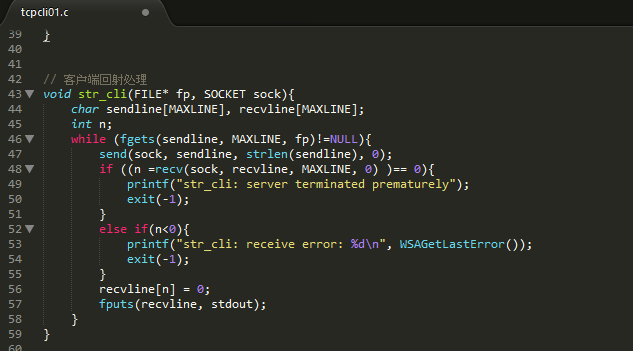 tcpcli01.c
39 }
40
41
42 // 客户端回射处理
43 void str_cli(FILE* fp, SOCKET sock){
44     char sendline[MAXLINE], recvline[MAXLINE];
45     int n;
46     while (fgets(sendline, MAXLINE, fp)!=NULL){
47         send(sock, sendline, strlen(sendline), 0);
48         if ((n =recv(sock, recvline, MAXLINE, 0) )== 0){
49             printf("str_cli: server terminated prematurely");
50             exit(-1);
51         }
52         else if(n<0){
53             printf("str_cli: receive error: %d\n", WSAGetLastError());
54             exit(-1);
55         }
56         recvline[n] = 0;
57         fputs(recvline, stdout);
58     }
59 }
60